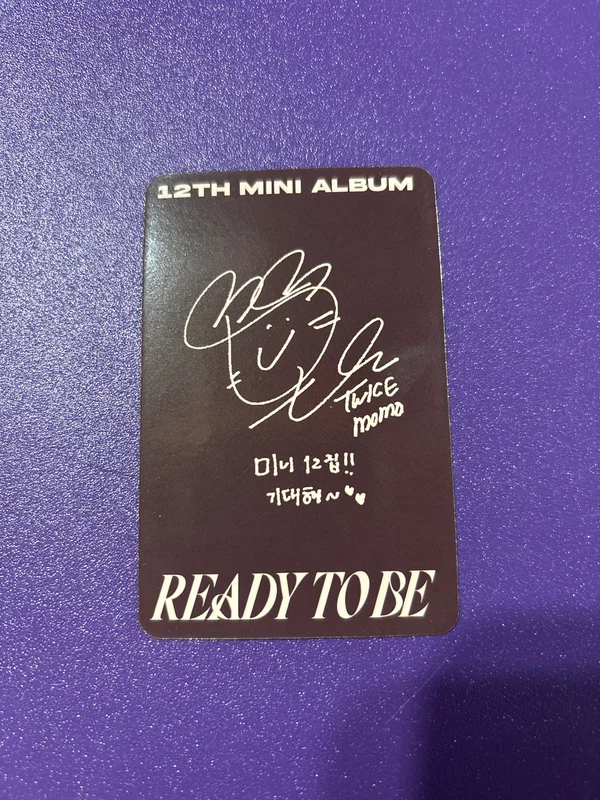 12TH MINI ALBUM
TWICE
MOMO
미니 12집!!
기대해~♥♥
READY TO BE